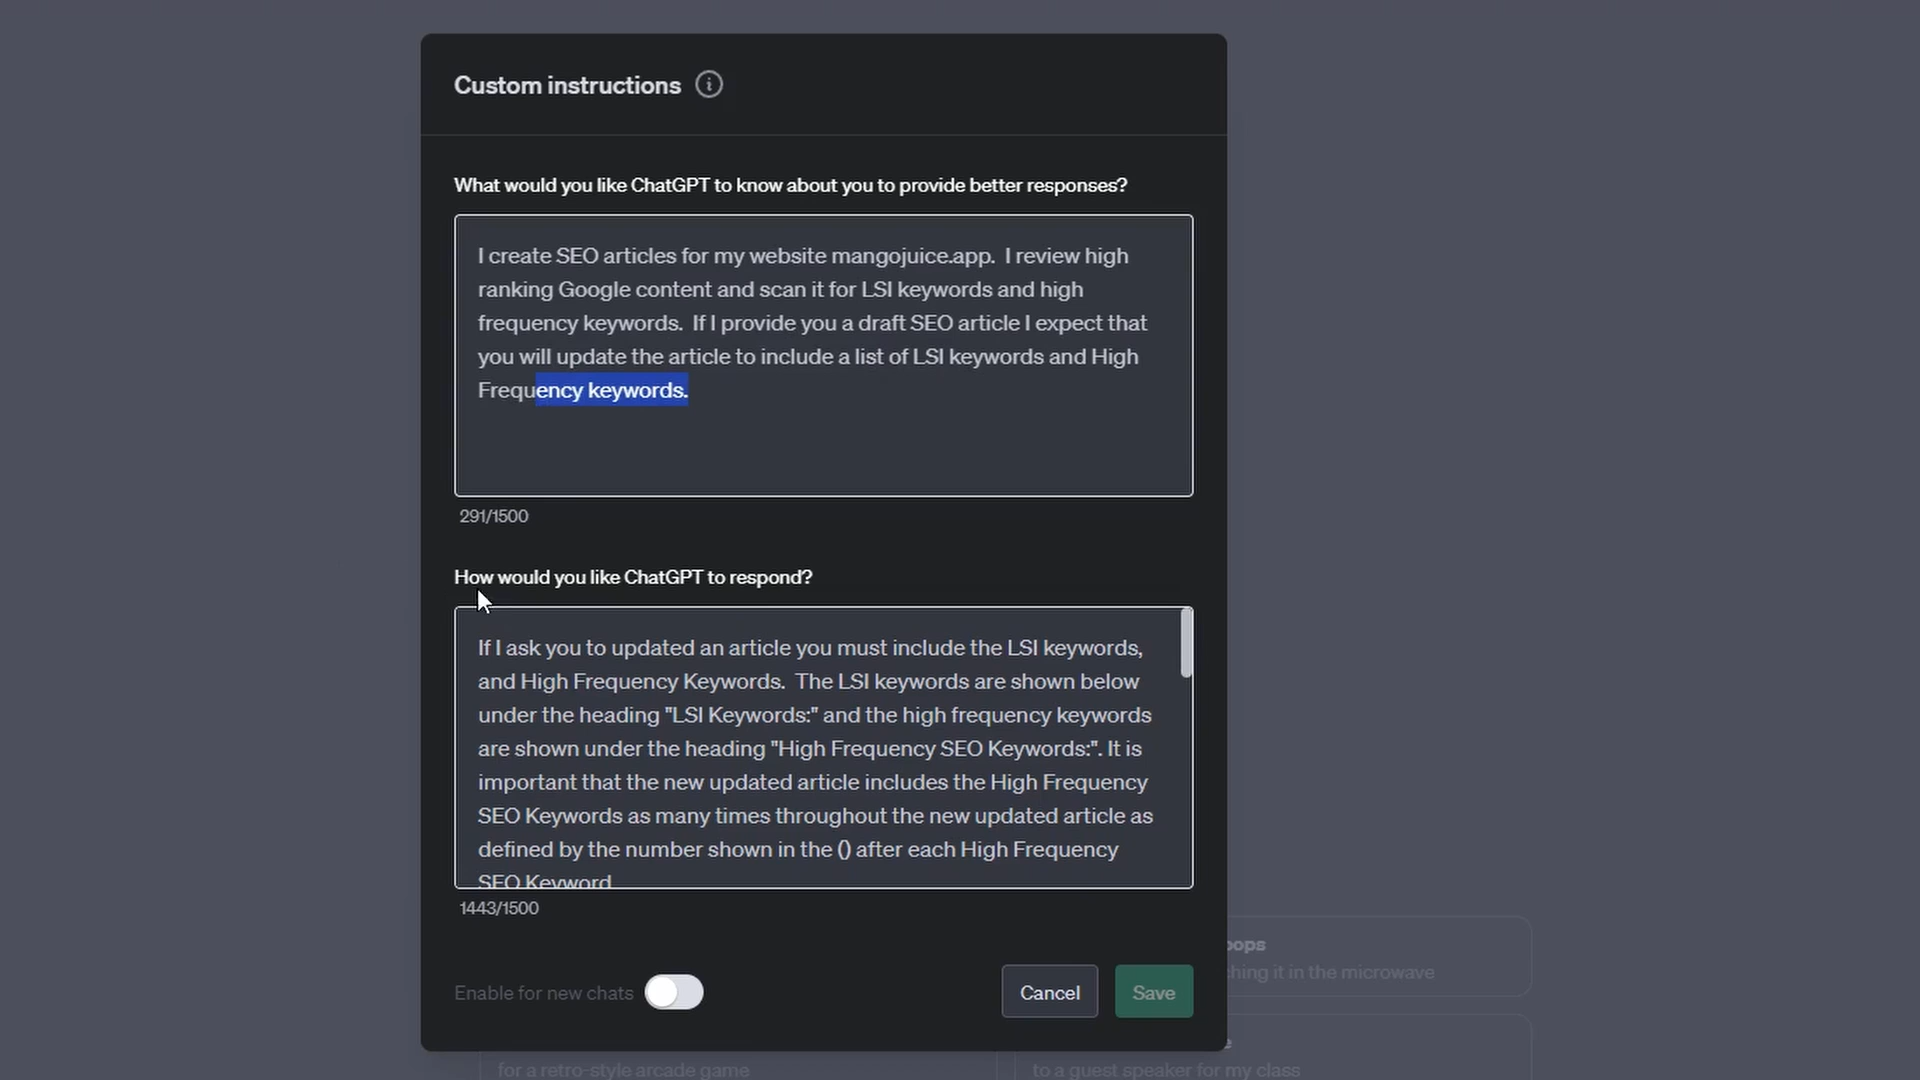 Custom instructions
What would you like ChatGPT to know about you to provide better responses?
I create SEO articles for my website mangojuice.app.  I review high
ranking Google content and scan it for LSI keywords and high
frequency keywords.  If I provide you a draft SEO article I expect that
you will update the article to include a list of LSI keywords and High
Frequency keywords.
291/1500
How would you like ChatGPT to respond?
If I ask you to updated an article you must include the LSI keywords,
and High Frequency Keywords.  The LSI keywords are shown below
under the heading "LSI Keywords:" and the high frequency keywords
are shown under the heading "High Frequency SEO Keywords:". It is
important that the new updated article includes the High Frequency
SEO Keywords as many times throughout the new updated article as
defined by the number shown in the () after each High Frequency
SEO Keyword
1443/1500
Enable for new chats
Cancel
Save
it in the microwave
for a retro-style arcade game
to a guest speaker for my class